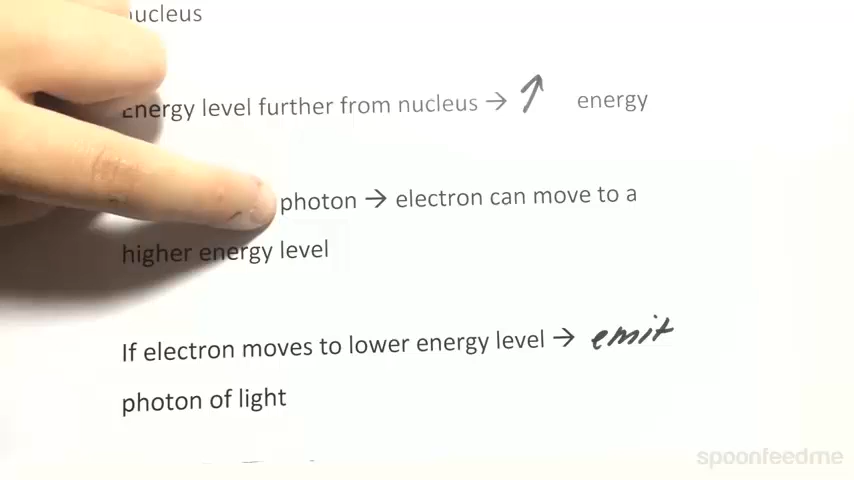 nucleus
energy level further from nucleus → ↑ energy
photon → electron can move to a
higher energy level
If electron moves to lower energy level → emit
photon of light
spoonfeedme